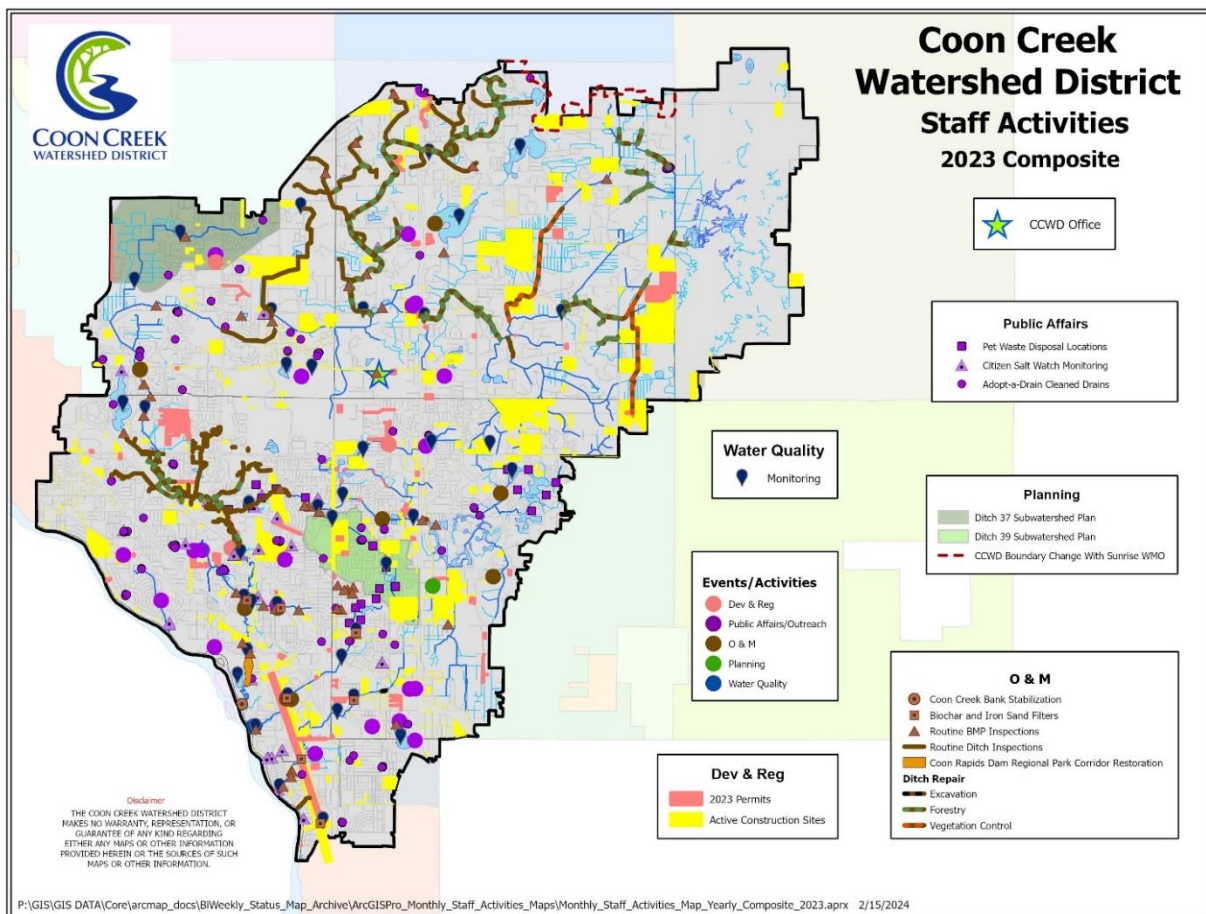 COON CREEK
WATERSHED DISTRICT
Coon Creek
Watershed District
Staff Activities
2023 Composite
CCWD Office
Public Affairs
Pet Waste Disposal Locations
Citizen Salt Watch Monitoring
Adopt-a-Drain Cleaned Drains
Water Quality
Monitoring
Planning
Ditch 37 Subwatershed Plan
Ditch 39 Subwatershed Plan
CCWD Boundary Change With Sunrise WMO
Events/Activities
Dev & Reg
Public Affairs/Outreach
O & M
Planning
Water Quality
O & M
Coon Creek Bank Stabilization
Biochar and Iron Sand Filters
Routine BMP Inspections
Routine Ditch Inspections
Coon Rapids Dam Regional Park Corridor Restoration
Ditch Repair
Excavation
Forestry
Vegetation Control
Dev & Reg
2023 Permits
Active Construction Sites
Disclaimer
THE COON CREEK WATERSHED DISTRICT
MAKES NO WARRANTY, REPRESENTATION, OR
GUARANTEE OF ANY KIND REGARDING
EITHER ANY MAPS OR OTHER INFORMATION
PROVIDED HEREIN OR THE SOURCES OF SUCH
MAPS OR OTHER INFORMATION.
P:\GIS\GIS DATA\Core\arcmap_docs\BiWeekly_Status_Map_Archive\ArcGISPro_Monthly_Staff_Activities_Maps\Monthly_Staff_Activities_Map_Yearly_Composite_2023.aprx 2/15/2024